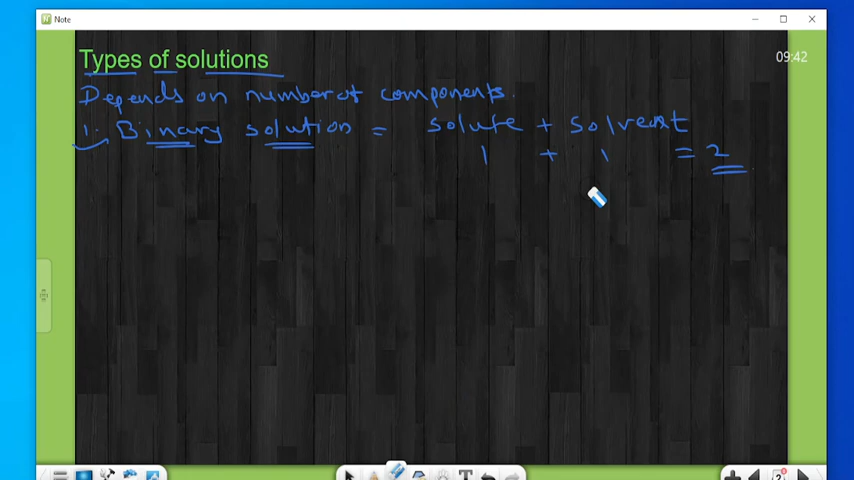 Note
Types of solutions
09:42
Depends on number of components.
1. Binary solution = solute + solvent
1 + 1 = 2